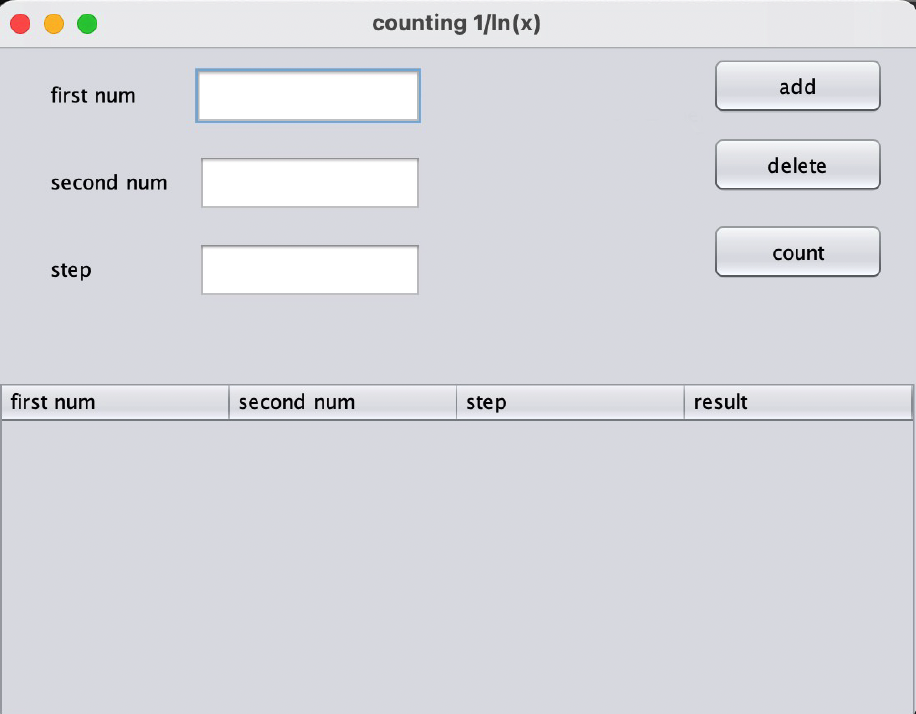 counting 1/ln(x)
first num
add
second num
delete
step
count
first num second num step result